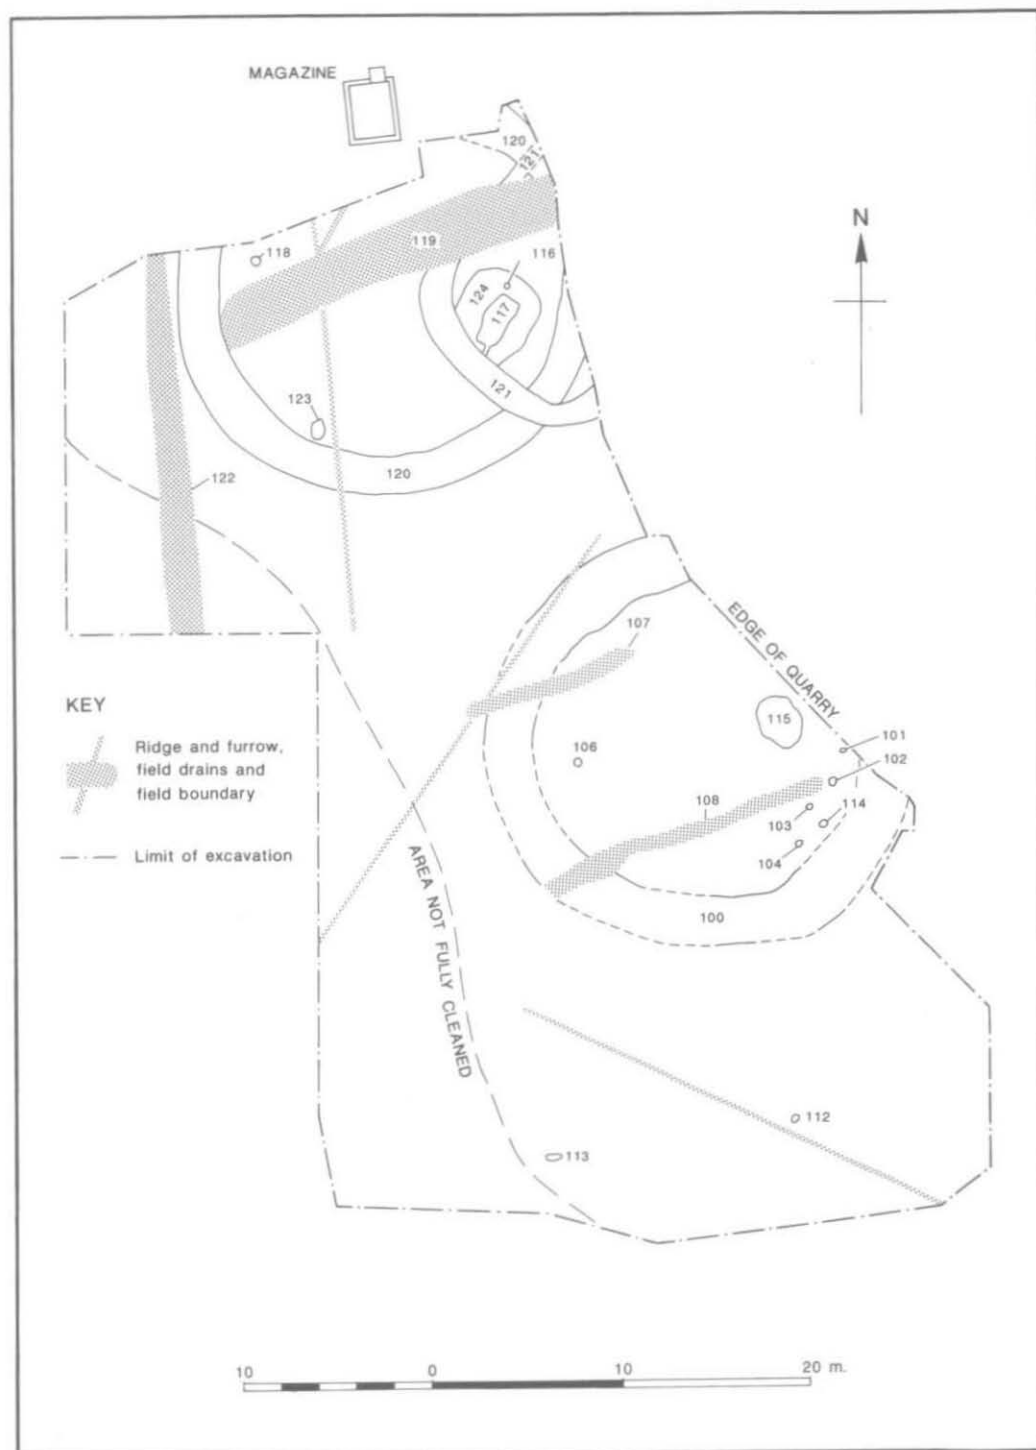 MAGAZINE
120
121
N
118
119
116
124
117
123
121
120
122
107
EDGE OF QUARRY
KEY
115
101
Ridge and furrow,
field drains and
field boundary
106
102
108
103
114
104
Limit of excavation
AREA NOT FULLY CLEANED
100
112
113
10 0 10 20 m.